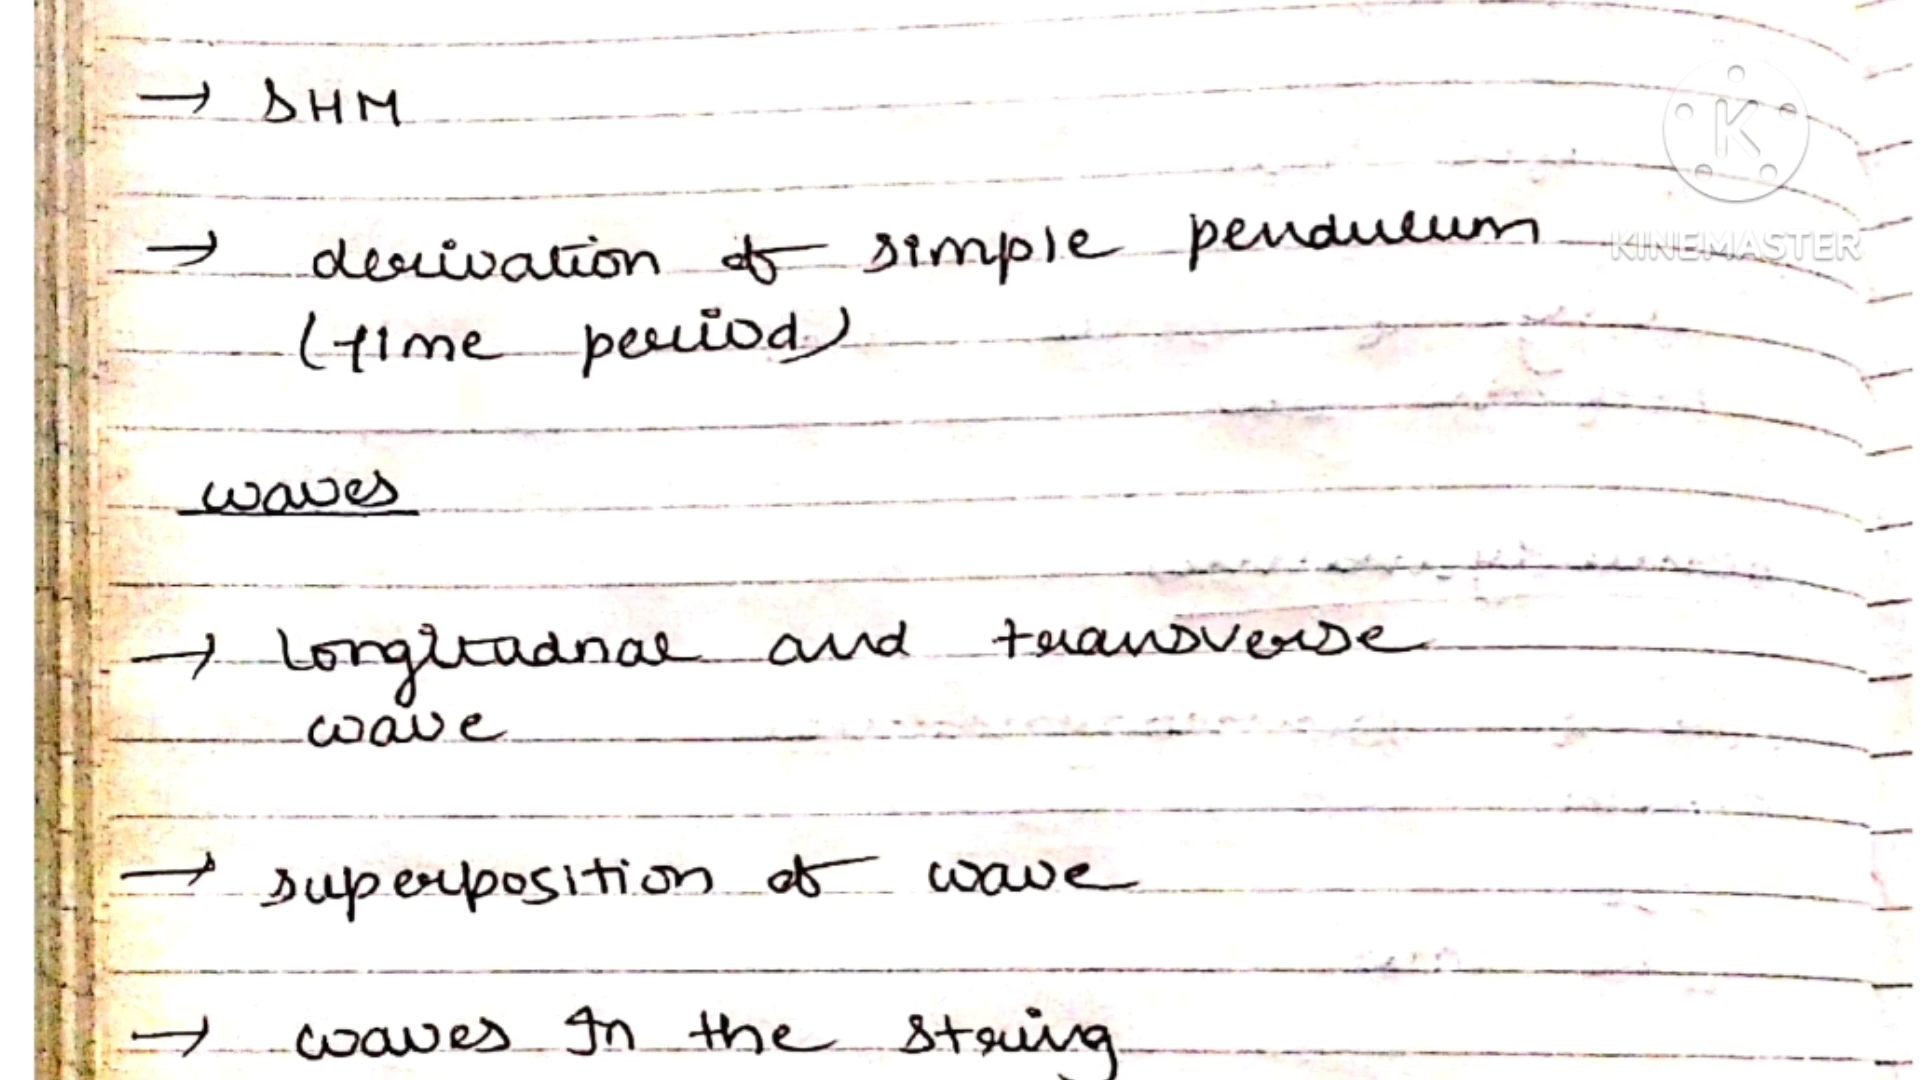 → SHM
→ derivation of simple pendulum
(time period)
KINEMASTER
waves
→ Longitudnal and transverse
wave
→ superposition of wave
→ waves In the string